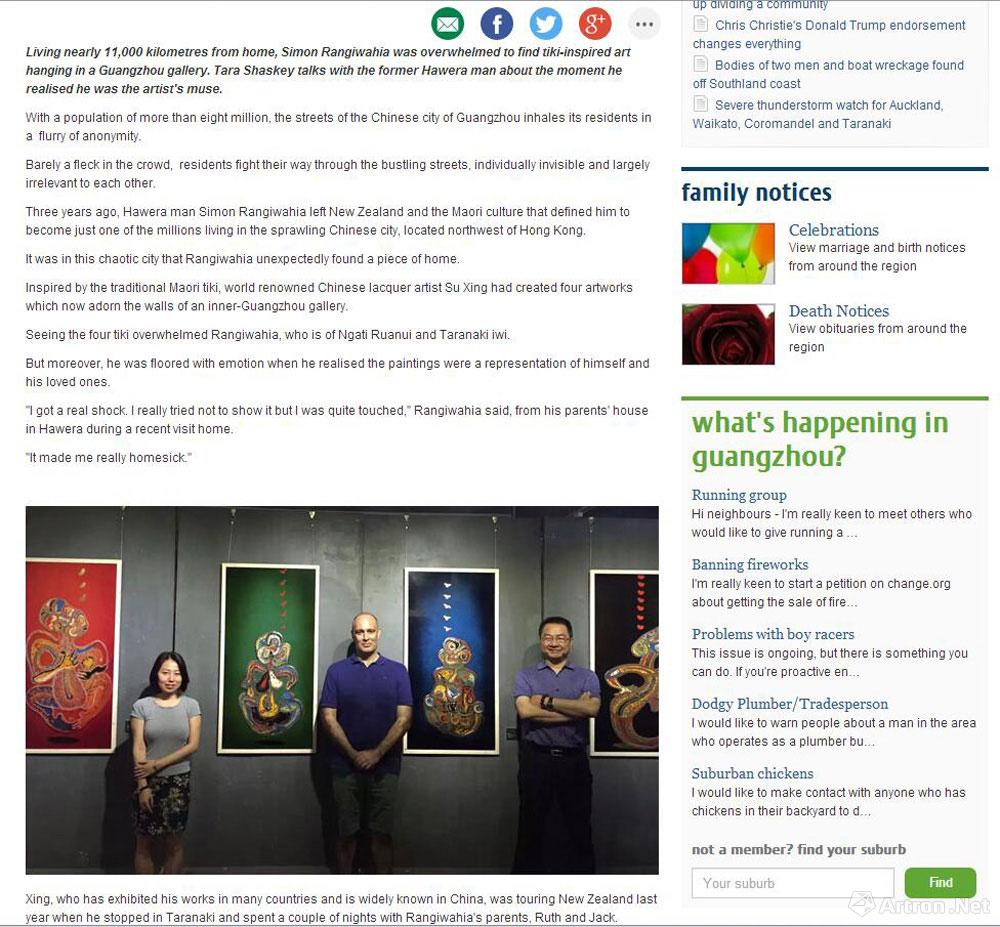 Living nearly 11,000 kilometres from home, Simon Rangiwahia was overwhelmed to find tiki-inspired art
hanging in a Guangzhou gallery. Tara Shaskey talks with the former Hawera man about the moment he
realised he was the artist's muse.
With a population of more than eight million, the streets of the Chinese city of Guangzhou inhales its residents in
a flurry of anonymity.
Barely a fleck in the crowd, residents fight their way through the bustling streets, individually invisible and largely
irrelevant to each other.
Three years ago, Hawera man Simon Rangiwahia left New Zealand and the Maori culture that defined him to
become just one of the millions living in the sprawling Chinese city, located northwest of Hong Kong.
It was in this chaotic city that Rangiwahia unexpectedly found a piece of home.
Inspired by the traditional Maori tiki, world renowned Chinese lacquer artist Su Xing had created four artworks
which now adorn the walls of an inner-Guangzhou gallery.
Seeing the four tiki overwhelmed Rangiwahia, who is of Ngati Ruanui and Taranaki iwi.
But moreover, he was floored with emotion when he realised the paintings were a representation of himself and
his loved ones.
"I got a real shock. I really tried not to show it but I was quite touched," Rangiwahia said, from his parents' house
in Hawera during a recent visit home.
"It made me really homesick."
Xing, who has exhibited his works in many countries and is widely known in China, was touring New Zealand last
year when he stopped in Taranaki and spent a couple of nights with Rangiwahia's parents, Ruth and Jack.
up dividing a community
Chris Christie's Donald Trump endorsement
changes everything
Bodies of two men and boat wreckage found
off Southland coast
Severe thunderstorm watch for Auckland,
Waikato, Coromandel and Taranaki
family notices
Celebrations
View marriage and birth notices
from around the region
Death Notices
View obituaries from around the
region
what's happening in
guangzhou?
Running group
Hi neighbours - I'm really keen to meet others who
would like to give running a ...
Banning fireworks
I'm really keen to start a petition on change.org
about getting the sale of fire...
Problems with boy racers
This issue is ongoing, but there is something you
can do. If you're proactive en...
Dodgy Plumber/Tradesperson
I would like to warn people about a man in the area
who operates as a plumber bu...
Suburban chickens
I would like to make contact with anyone who has
chickens in their backyard to d...
not a member? find your suburb
Your suburb
Find
Artron.Net